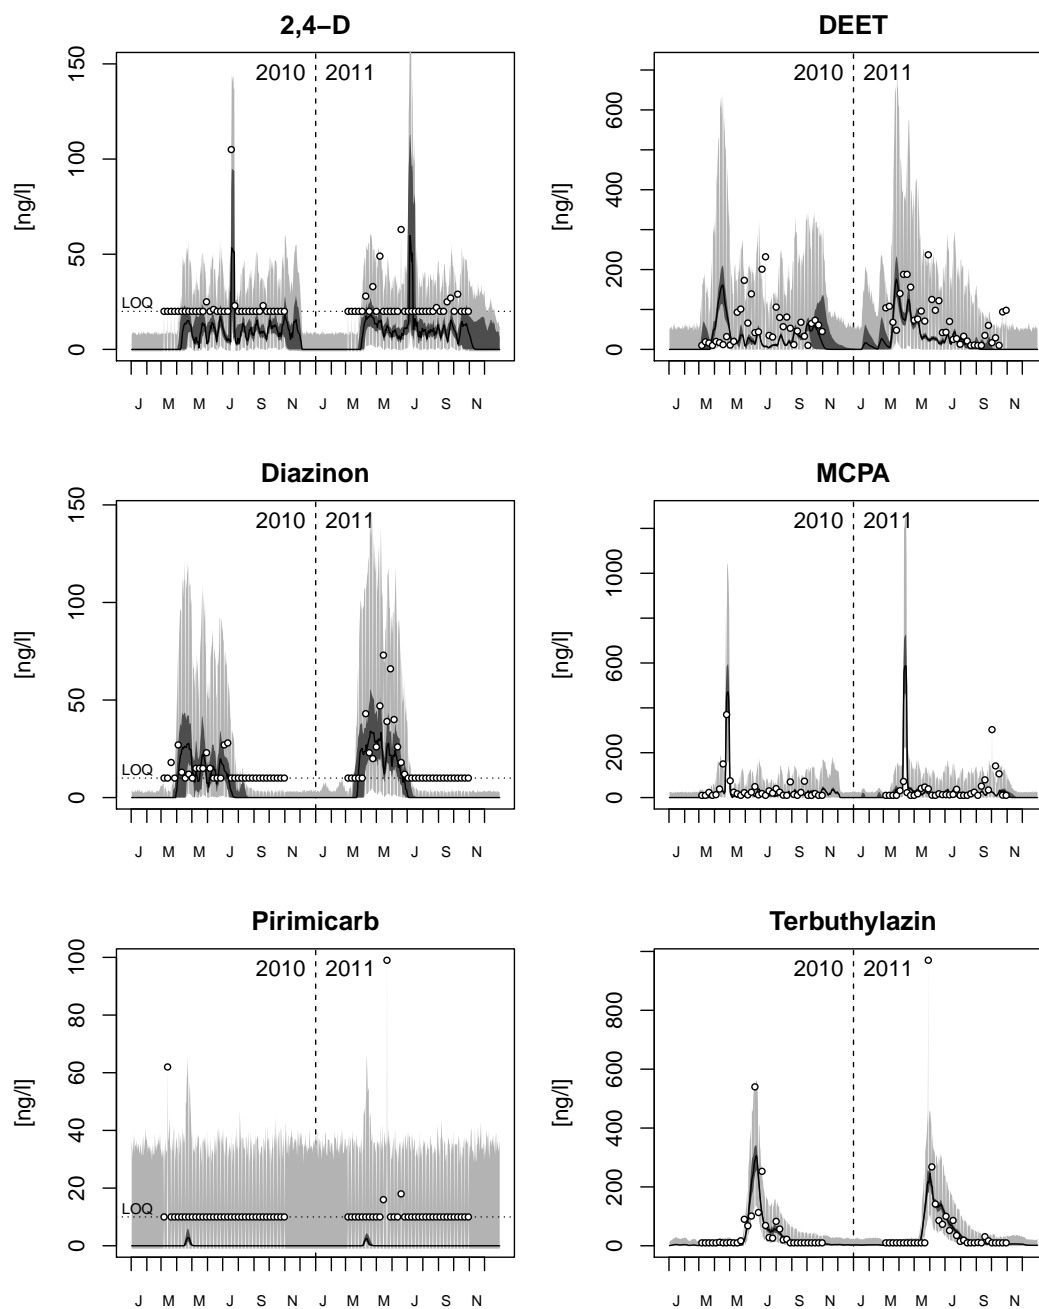 2,4−D
DEET
2010 2011
2010 2011
[ng/l]
[ng/l]
150
100
50
0
600
400
200
0
LOQ
J M M J S N J M M J S N
J M M J S N J M M J S N
Diazinon
MCPA
2010 2011
2010 2011
[ng/l]
[ng/l]
150
100
50
0
1000
600
200
0
LOQ
J M M J S N J M M J S N
J M M J S N J M M J S N
Pirimicarb
Terbuthylazin
2010 2011
2010 2011
[ng/l]
[ng/l]
100
80
60
40
20
0
800
600
400
200
0
LOQ
J M M J S N J M M J S N
J M M J S N J M M J S N